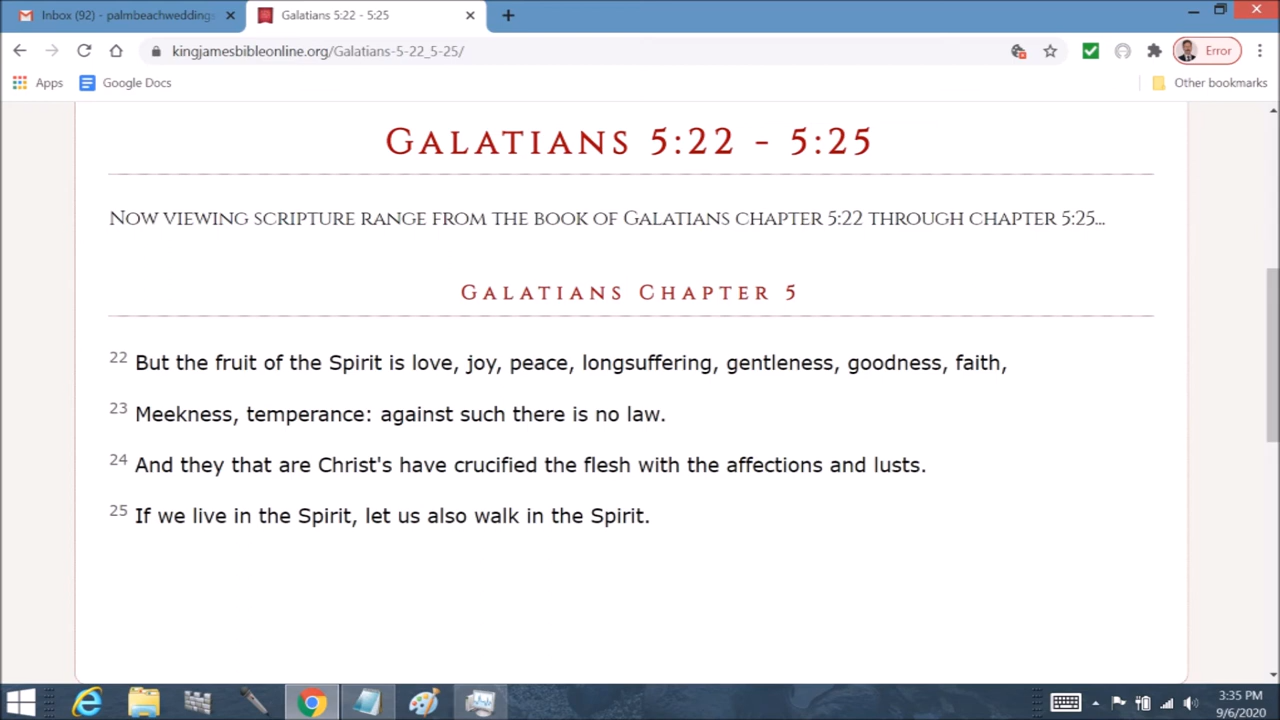 Inbox (92) - palmbeachwedding
Galatians 5:22 - 5:25
kingjamesbibleonline.org/Galatians-5-22_5-25/
Error
Apps
Google Docs
Other bookmarks
GALATIANS 5:22 - 5:25
NOW VIEWING SCRIPTURE RANGE FROM THE BOOK OF GALATIANS CHAPTER 5:22 THROUGH CHAPTER 5:25...
GALATIANS CHAPTER 5
22 But the fruit of the Spirit is love, joy, peace, longsuffering, gentleness, goodness, faith,
23 Meekness, temperance: against such there is no law.
24 And they that are Christ's have crucified the flesh with the affections and lusts.
25 If we live in the Spirit, let us also walk in the Spirit.
3:35 PM
9/6/2020